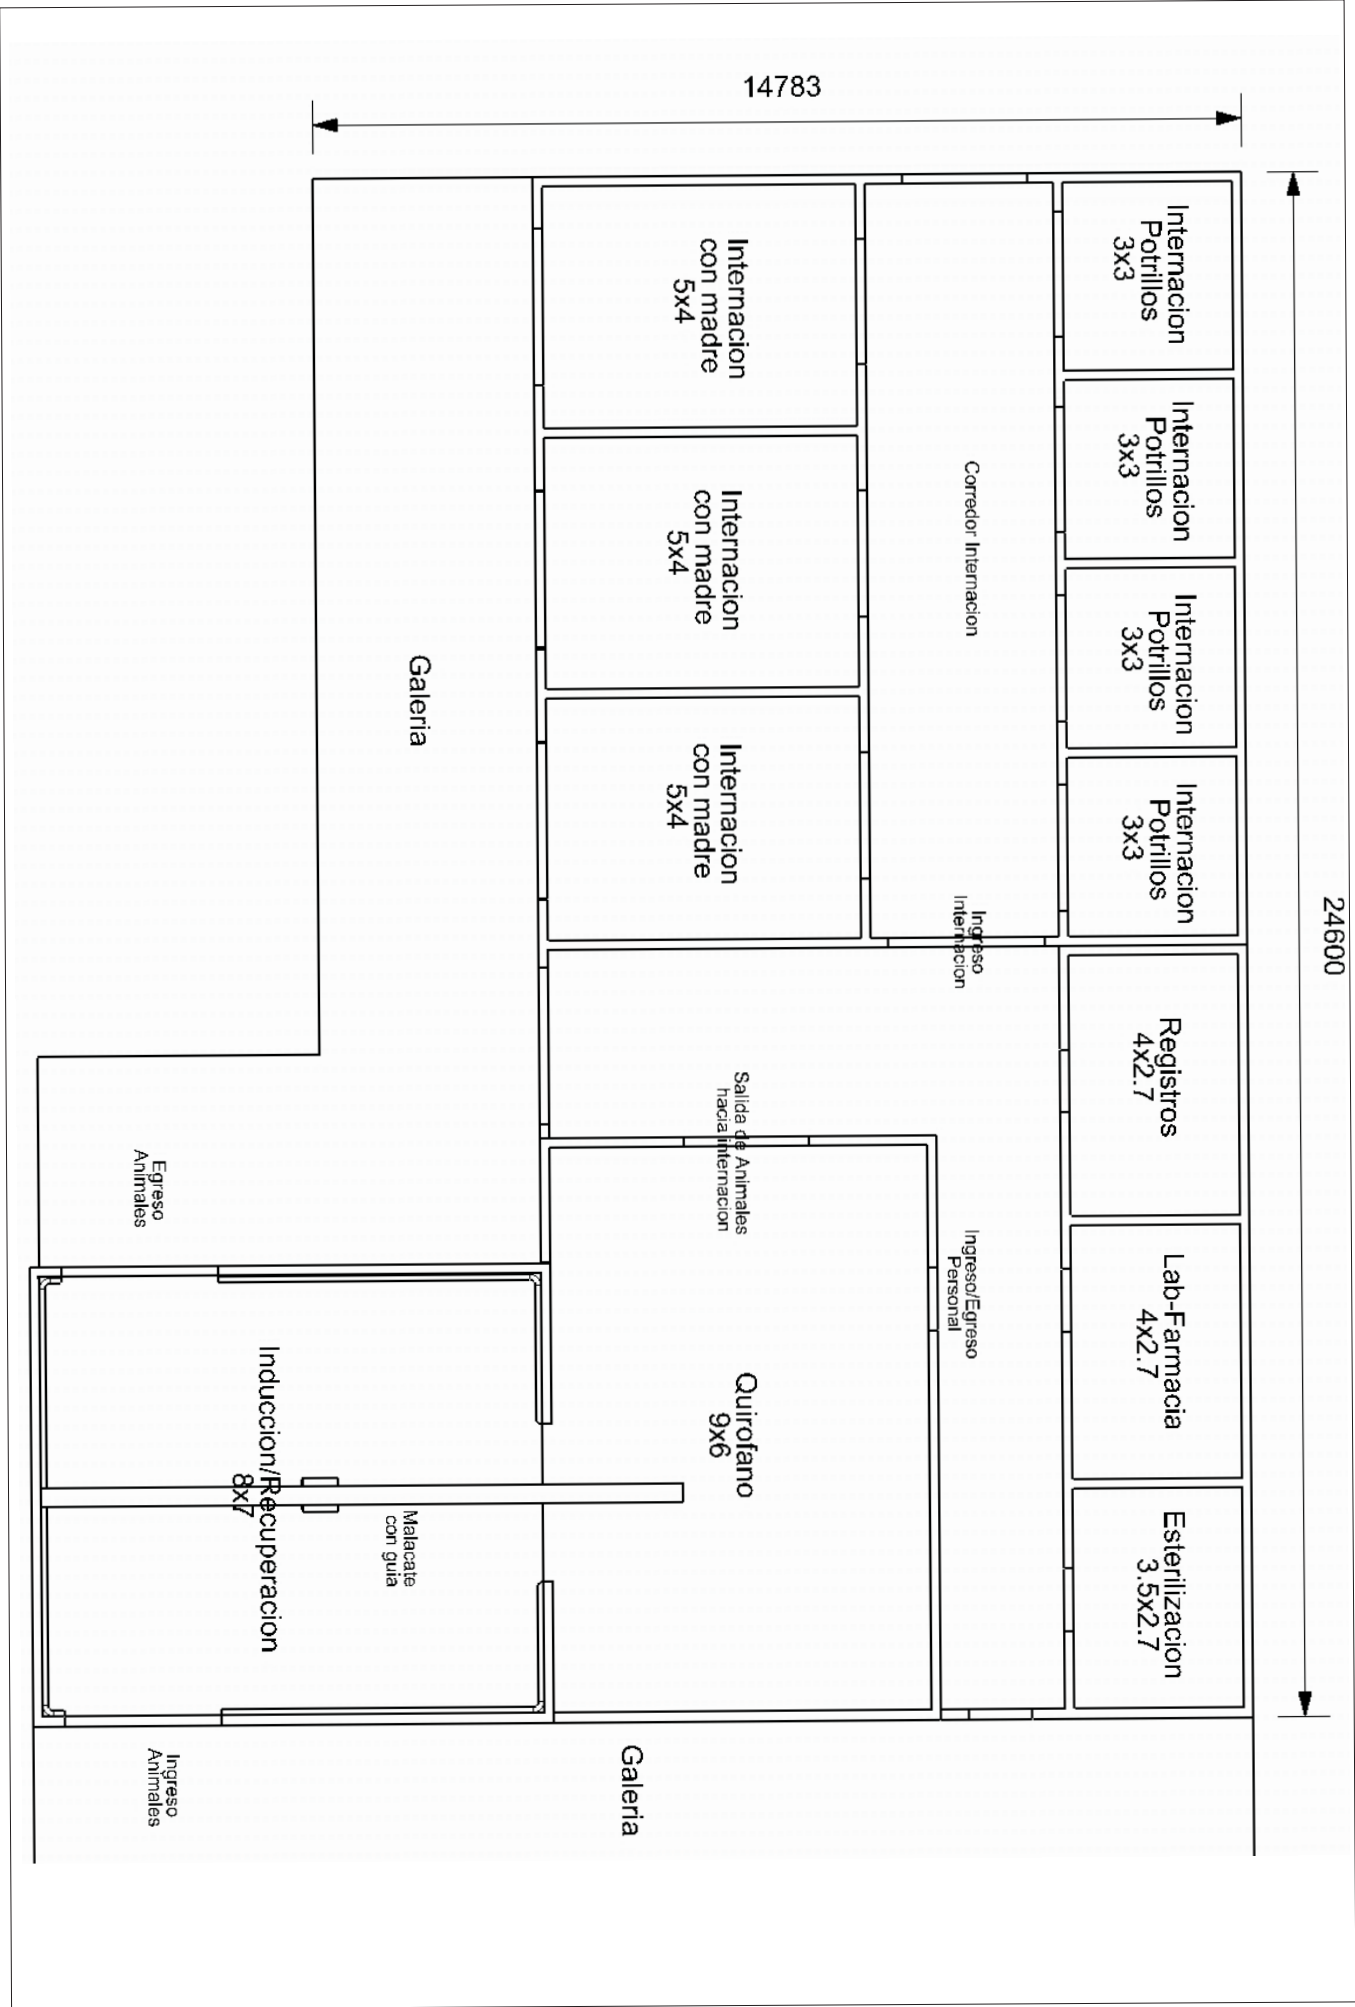 24600
Internacion
Potrillos
3x3
Internacion
Potrillos
3x3
Internacion
Potrillos
3x3
Internacion
Potrillos
3x3
Registros
4x2.7
Lab-Farmacia
4x2.7
Esterilizacion
3.5x2.7
14783
Corredor Internacion
Ingreso
Internacion
Ingreso/Egreso
Personal
Internacion
con madre
5x4
Internacion
con madre
5x4
Internacion
con madre
5x4
Salida de Animales
hacia internacion
Quirofano
9x6
Galeria
Galeria
Malacate
con guia
Induccion/Recuperacion
8x7
Egreso
Animales
Ingreso
Animales